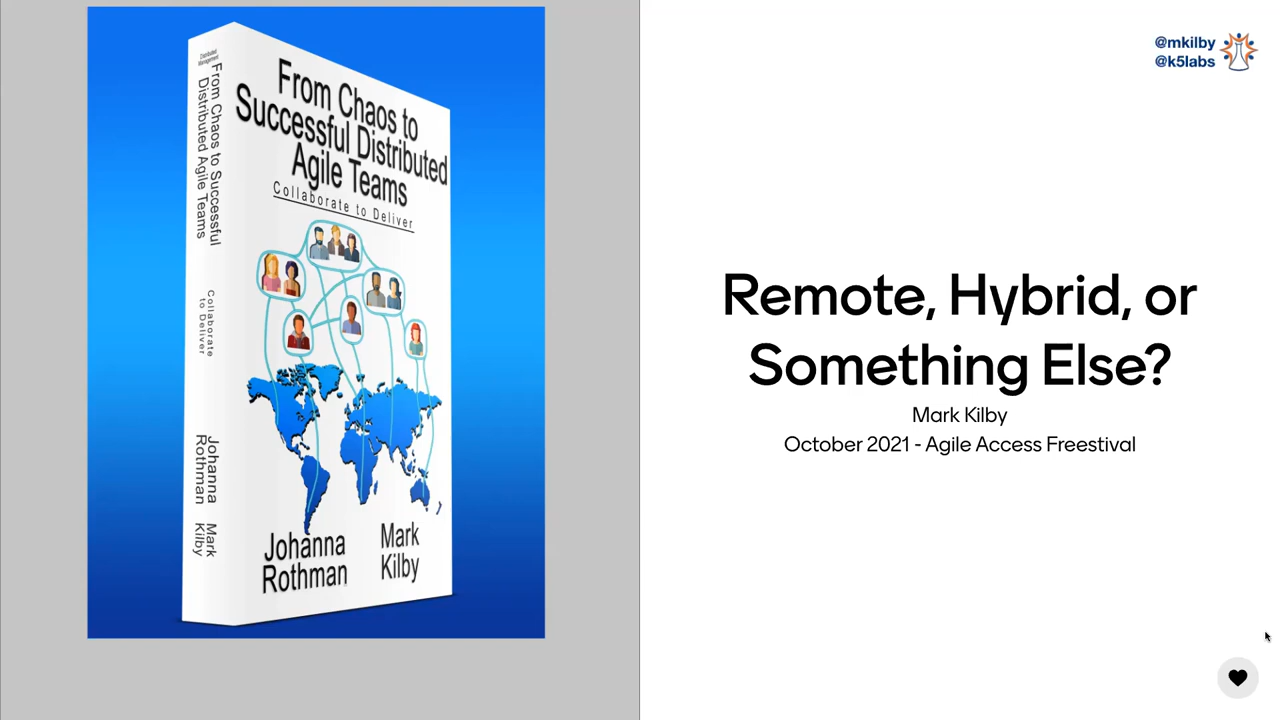 Distributed
Management
From Chaos to Successful
Distributed Agile Teams
Collaborate
to Deliver
Johanna
Rothman
Mark
Kilby
From Chaos to
Successful Distributed
Agile Teams
Collaborate to Deliver
Johanna
Rothman
Mark
Kilby
@mkilby
@k5labs
Remote, Hybrid, or
Something Else?
Mark Kilby
October 2021 - Agile Access Freestival